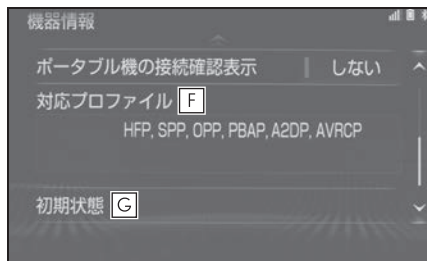 機器情報
ポータブル機の接続確認表示 しない
対応プロファイル F
HFP, SPP, OPP, PBAP, A2DP, AVRCP
初期状態 G